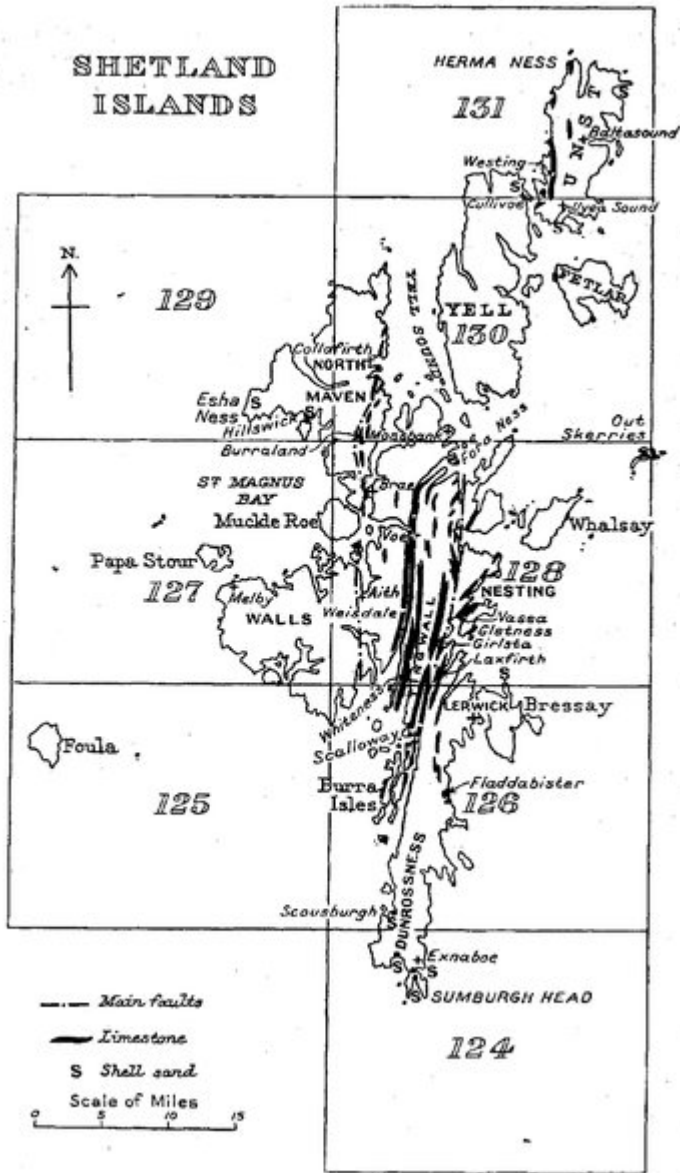 SHETLAND
ISLANDS
HERMA NESS
131
UNST
Baltasound
Westing
S
S
Cullivoe
Uyea Sound
S
N.
129
YELL SOUND
YELL
130
FETLAR
Collafirth
NORTH
MAVEN
Esha
Ness
S
S
Hillswick
Burraland
Mossbank
Fora Ness
Out
Skerries
ST MAGNUS
BAY
Brae
Muckle Roe
Voe
Whalsay
Papa Stour
127
Melby
Aith
128
NESTING
WALLS
Weisdale
TINGWALL
Vassa
Gletness
Girlsta
Laxfirth
S
Whiteness
Scalloway
LERWICK
Bressay
Foula
Burra
Isles
125
126
Fladdabister
DUNROSSNESS
Scousburgh
S
Exnaboe
S
S
S
SUMBURGH HEAD
Main faults
Limestone
S Shell sand
Scale of Miles
0 5 10 15
124